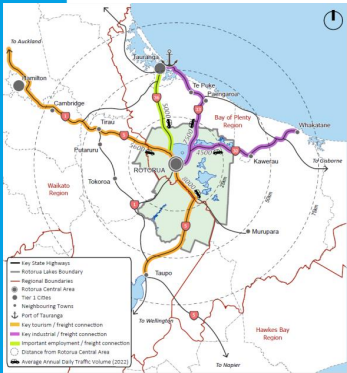 To Auckland
Tauranga
Hamilton
Te Puke
Paengaroa
Cambridge
Bay of Plenty
Region
Whakatane
Tirau
Putaruru
Kawerau
To Gisborne
ROTORUA
Waikato
Region
Tokoroa
Murupara
Taupo
To Wellington
Hawkes Bay
Region
To Napier
Key State Highways
Rotorua Lakes Boundary
Regional Boundaries
Rotorua Central Area
Tier 1 Cities
Neighbouring Towns
Port of Tauranga
Key tourism / freight connection
Key industrial / freight connection
Important employment / freight connection
Distance from Rotorua Central Area
Average Annual Daily Traffic Volume (2022)